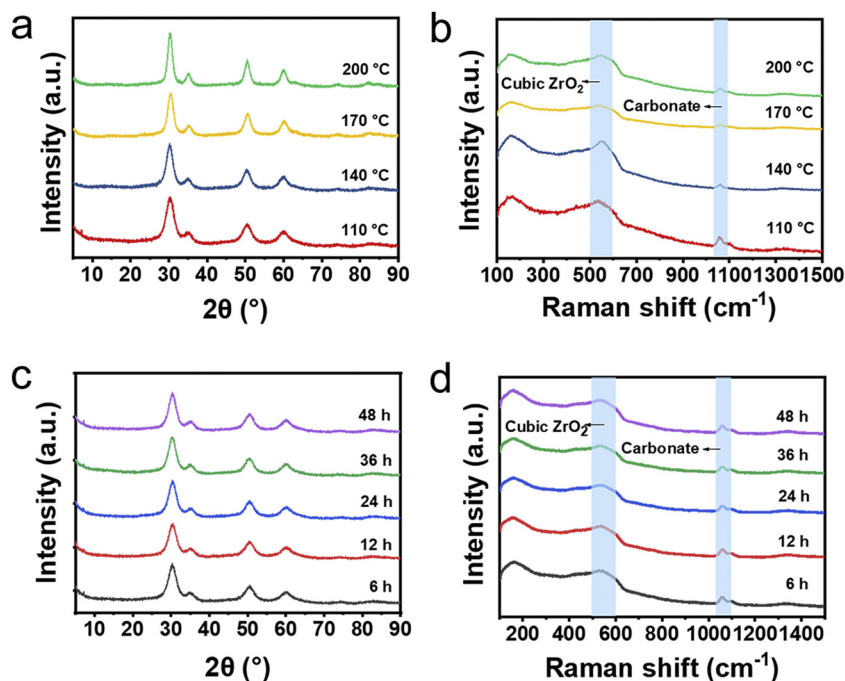 a
Intensity (a.u.)
200 °C
170 °C
140 °C
110 °C
10 20 30 40 50 60 70 80 90
2θ (°)
b
Intensity (a.u.)
200 °C
Cubic ZrO2
Carbonate
170 °C
140 °C
110 °C
100 300 500 700 900 1100 1300 1500
Raman shift (cm-1)
c
Intensity (a.u.)
48 h
36 h
24 h
12 h
6 h
10 20 30 40 50 60 70 80 90
2θ (°)
d
Intensity (a.u.)
48 h
Cubic ZrO2
Carbonate
36 h
24 h
12 h
6 h
200 400 600 800 1000 1200 1400
Raman shift (cm-1)